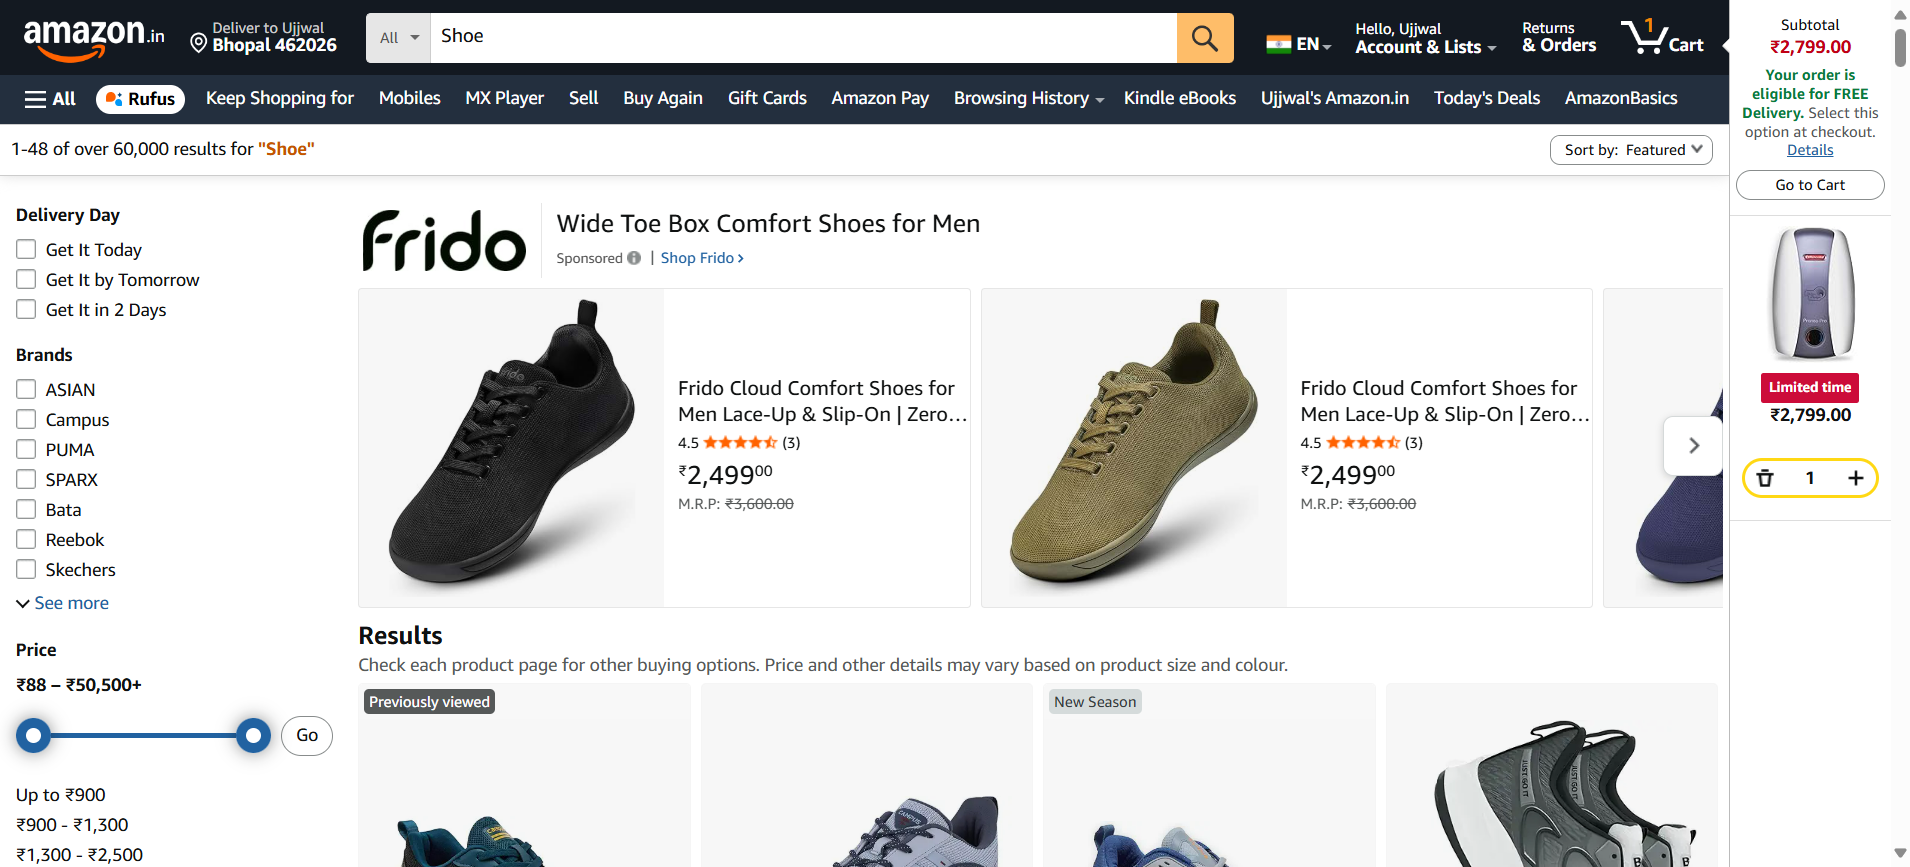 amazon.in
Deliver to Ujjwal
Bhopal 462026
All
Shoe
EN
Hello, Ujjwal
Account & Lists
Returns
& Orders
1
Cart
All
Rufus
Keep Shopping for
Mobiles
MX Player
Sell
Buy Again
Gift Cards
Amazon Pay
Browsing History
Kindle eBooks
Ujjwal's Amazon.in
Today's Deals
AmazonBasics
1-48 of over 60,000 results for "Shoe"
Sort by: Featured
Delivery Day
Get It Today
Get It by Tomorrow
Get It in 2 Days
Brands
ASIAN
Campus
PUMA
SPARX
Bata
Reebok
Skechers
See more
Price
₹88 – ₹50,500+
Go
Up to ₹900
₹900 - ₹1,300
₹1,300 - ₹2,500
Frido
Wide Toe Box Comfort Shoes for Men
Sponsored | Shop Frido ›
Frido Cloud Comfort Shoes for
Men Lace-Up & Slip-On | Zero…
4.5 (3)
₹2,49900
M.R.P: ₹3,600.00
Frido Cloud Comfort Shoes for
Men Lace-Up & Slip-On | Zero…
4.5 (3)
₹2,49900
M.R.P: ₹3,600.00
Results
Check each product page for other buying options. Price and other details may vary based on product size and colour.
Previously viewed
New Season
CAMPUS
JUST GO IT
JUST GO IT
Subtotal
₹2,799.00
Your order is
eligible for FREE
Delivery. Select this
option at checkout.
Details
Go to Cart
Limited time
₹2,799.00
1